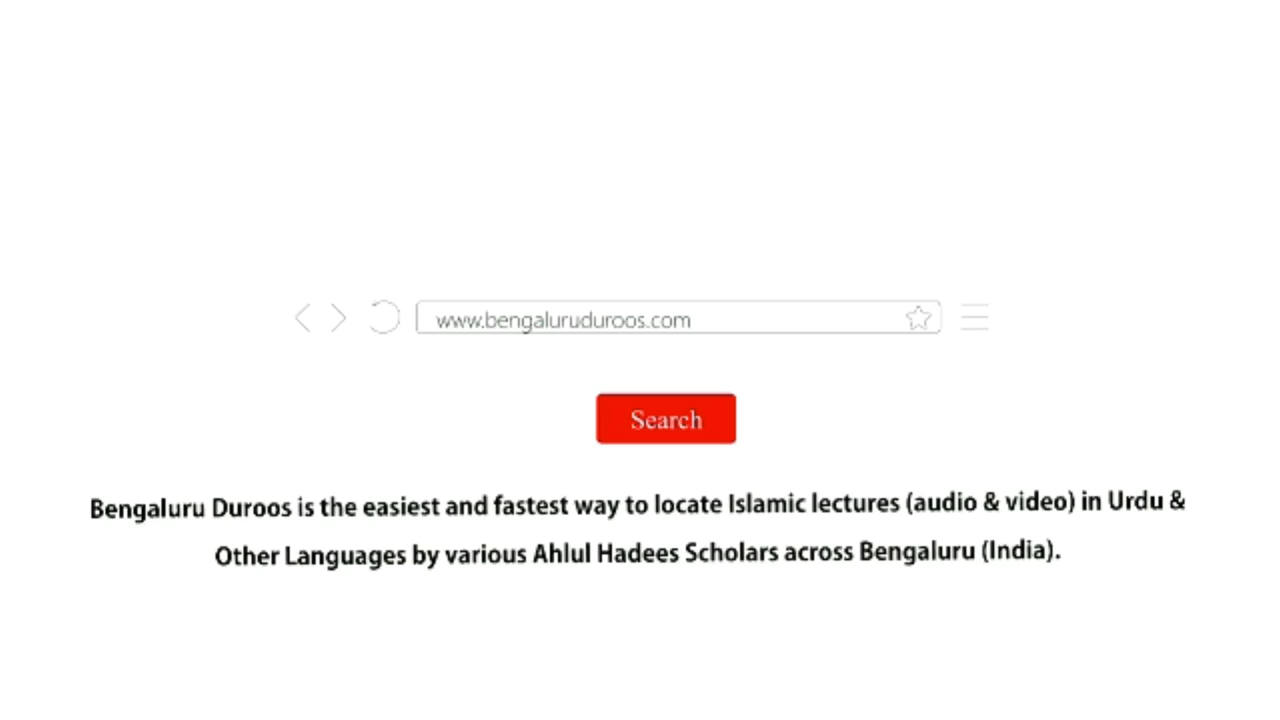 www.bengaluruduroos.com
Search
Bengaluru Duroos is the easiest and fastest way to locate Islamic lectures (audio & video) in Urdu &
Other Languages by various Ahlul Hadees Scholars across Bengaluru (India).